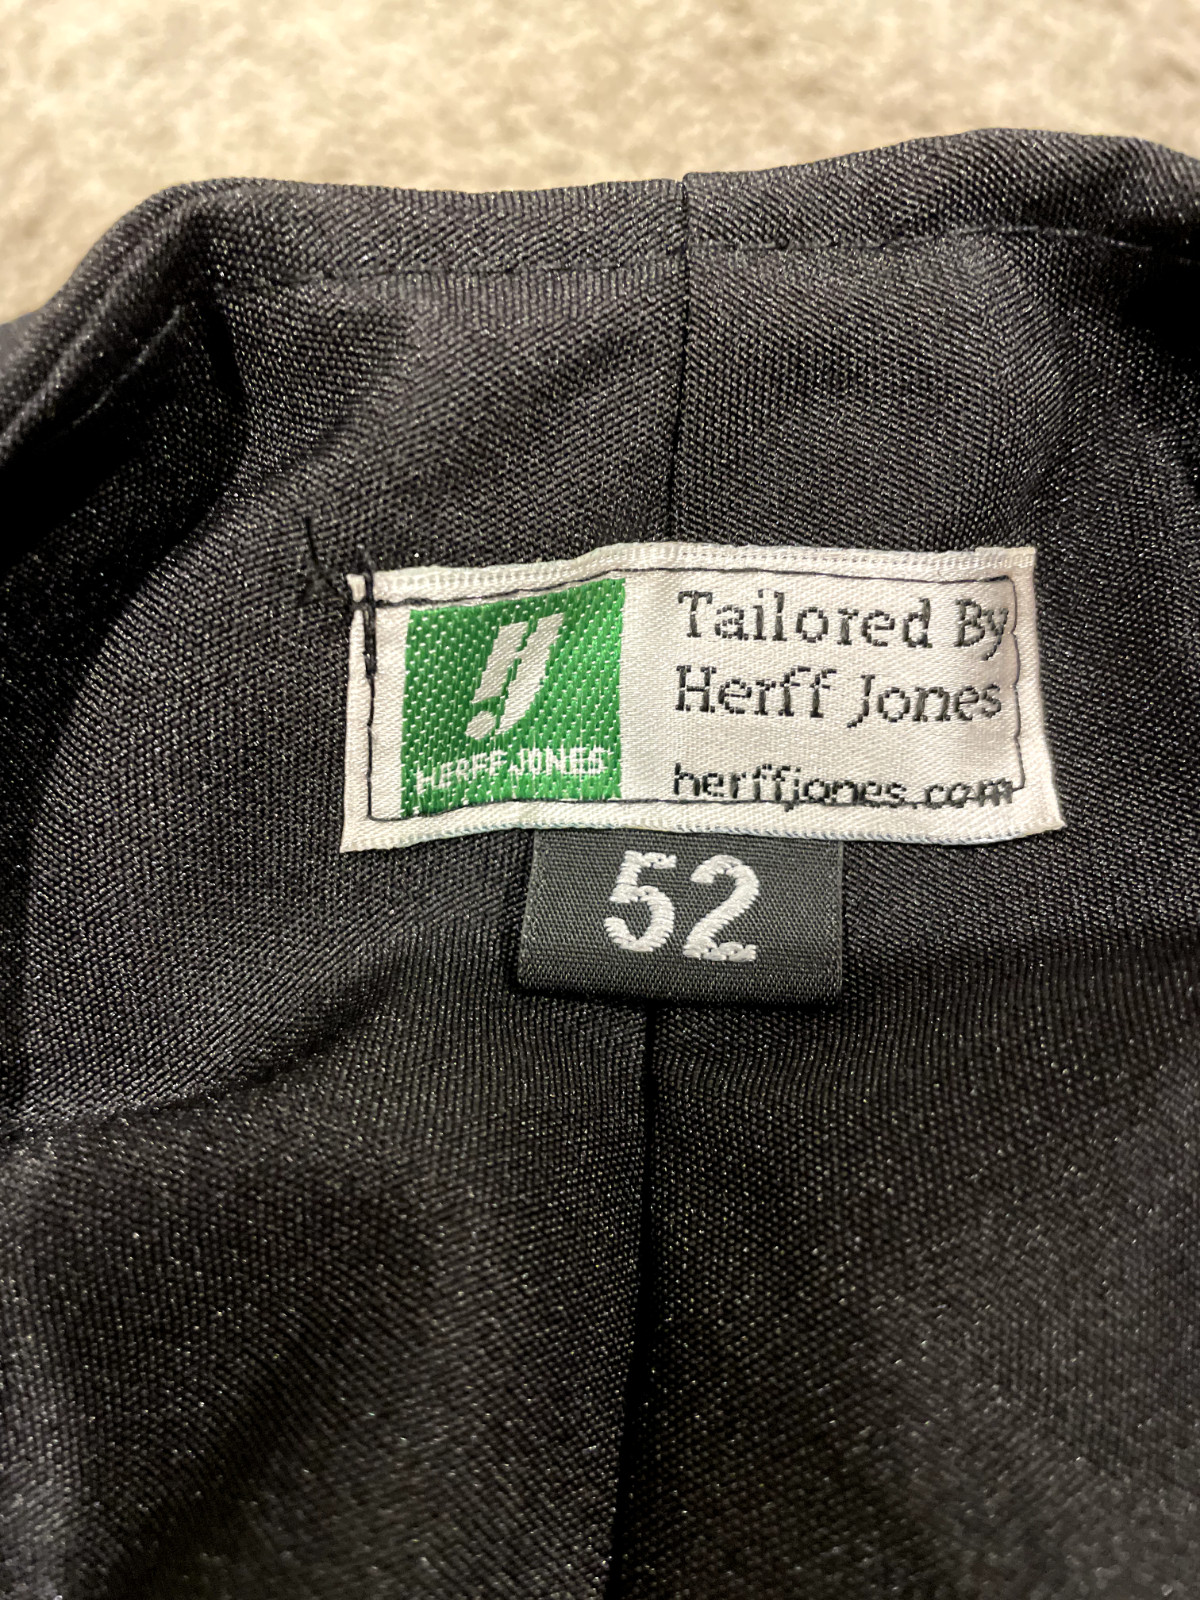 HERFF JONES
Tailored By
Herff Jones
herffjones.com
52